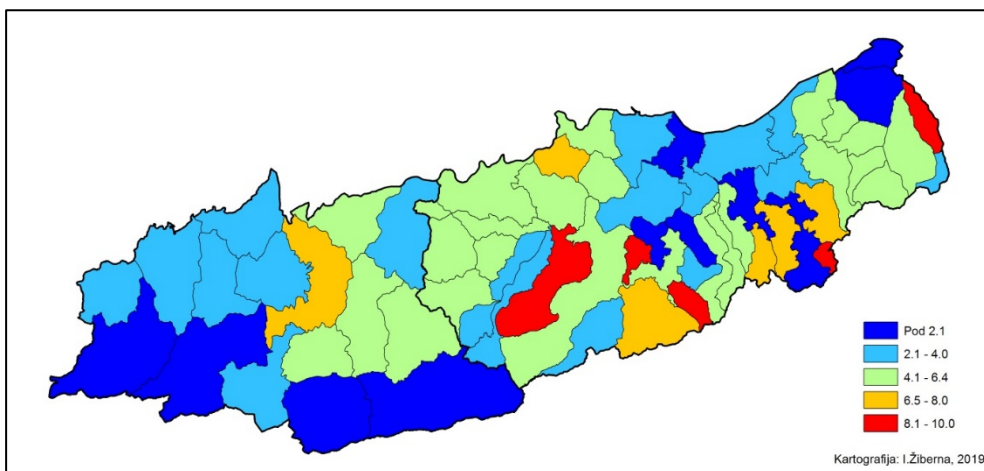 Pod 2.1
2.1 - 4.0
4.1 - 6.4
6.5 - 8.0
8.1 - 10.0
Kartografija: I.Žiberna, 2019